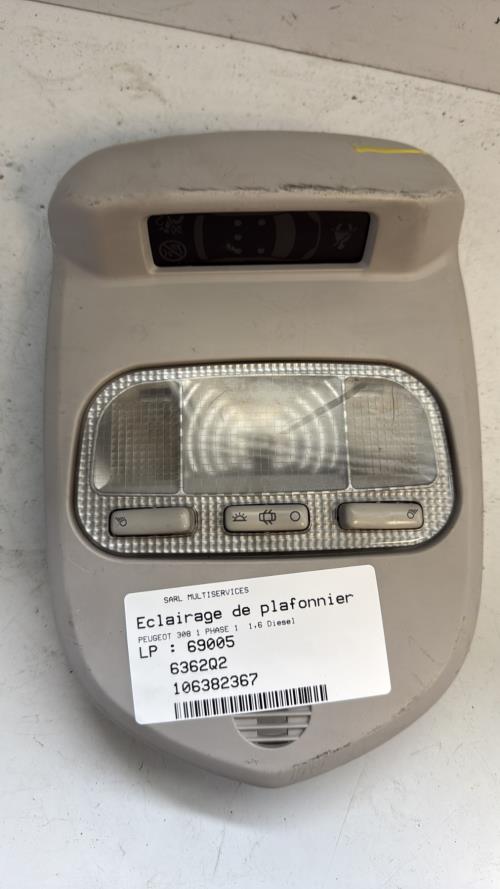 SARL MULTISERVICES
Eclairage de plafonnier
PEUGEOT 308 1 PHASE 1 1,6 Diesel
LP : 69005
6362Q2
106382367